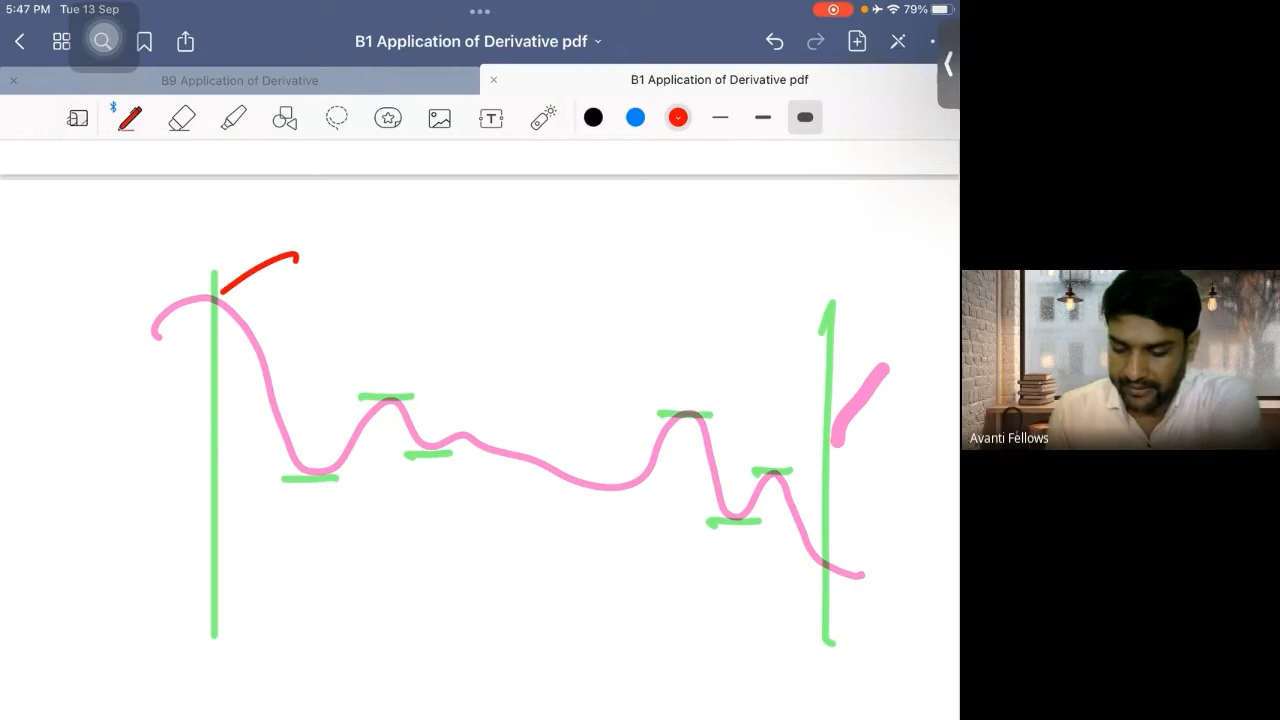 5:47 PM Tue 13 Sep
79%
B1 Application of Derivative pdf
B9 Application of Derivative
B1 Application of Derivative pdf
T
Avanti Fellows